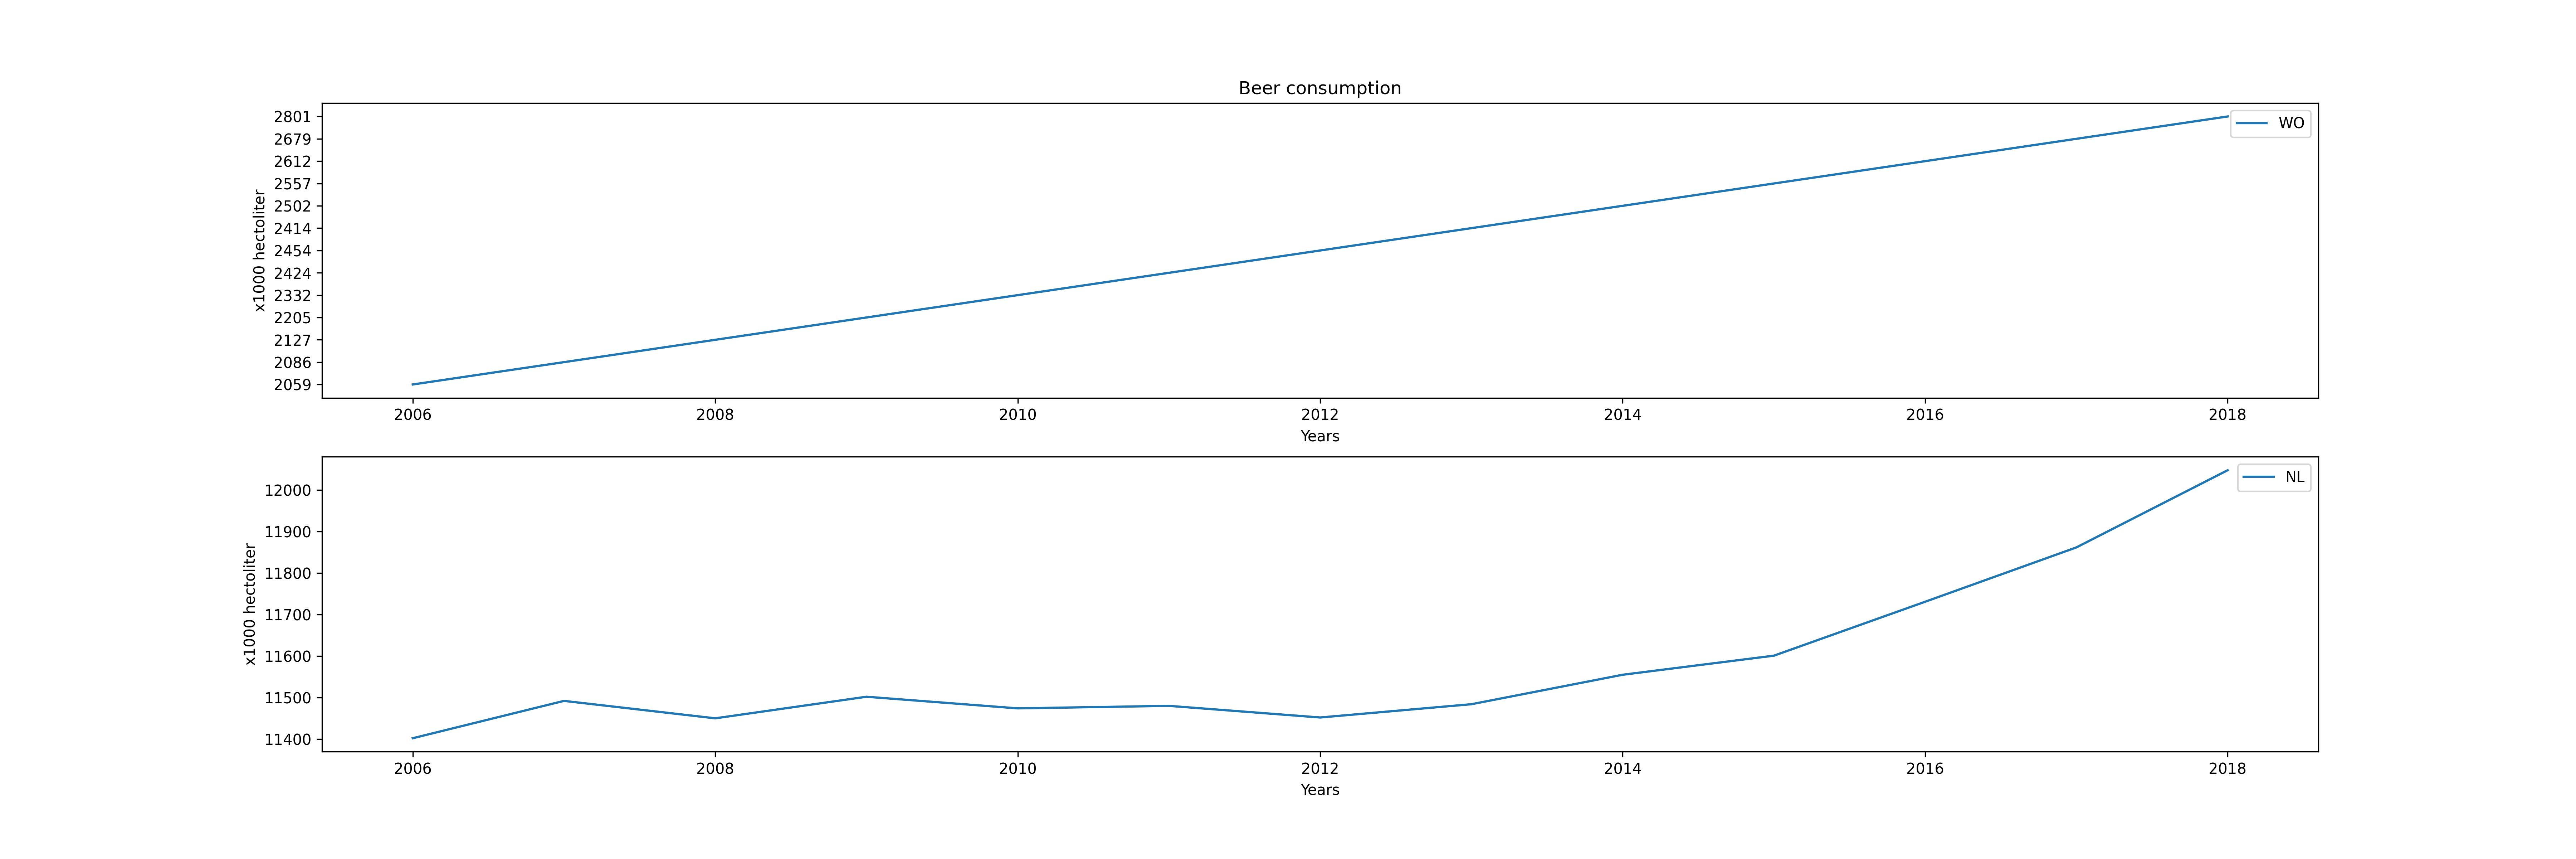 Beer consumption
2801
2679
2612
2557
2502
2414
2454
2424
2332
2205
2127
2086
2059
x1000 hectoliter
WO
2006 2008 2010 2012 2014 2016 2018
Years
12000
11900
11800
11700
11600
11500
11400
x1000 hectoliter
NL
2006 2008 2010 2012 2014 2016 2018
Years